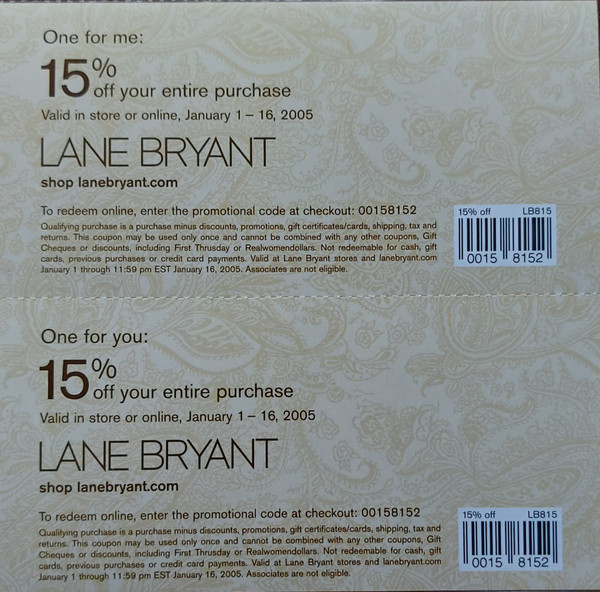 One for me:
15%
off your entire purchase
Valid in store or online, January 1 – 16, 2005
LANE BRYANT
shop lanebryant.com
To redeem online, enter the promotional code at checkout: 00158152
Qualifying purchase is a purchase minus discounts, promotions, gift certificates/cards, shipping, tax and
returns. This coupon may be used only once and cannot be combined with any other coupons, Gift
Cheques or discounts, including First Thrusday or Realwomendollars. Not redeemable for cash, gift
cards, previous purchases or credit card payments. Valid at Lane Bryant stores and lanebryant.com
January 1 through 11:59 pm EST January 16, 2005. Associates are not eligible.
15% off LB815
0015 8152
One for you:
15%
off your entire purchase
Valid in store or online, January 1 – 16, 2005
LANE BRYANT
shop lanebryant.com
To redeem online, enter the promotional code at checkout: 00158152
Qualifying purchase is a purchase minus discounts, promotions, gift certificates/cards, shipping, tax and
returns. This coupon may be used only once and cannot be combined with any other coupons, Gift
Cheques or discounts, including First Thrusday or Realwomendollars. Not redeemable for cash, gift
cards, previous purchases or credit card payments. Valid at Lane Bryant stores and lanebryant.com
January 1 through 11:59 pm EST January 16, 2005. Associates are not eligible.
15% off LB815
0015 8152